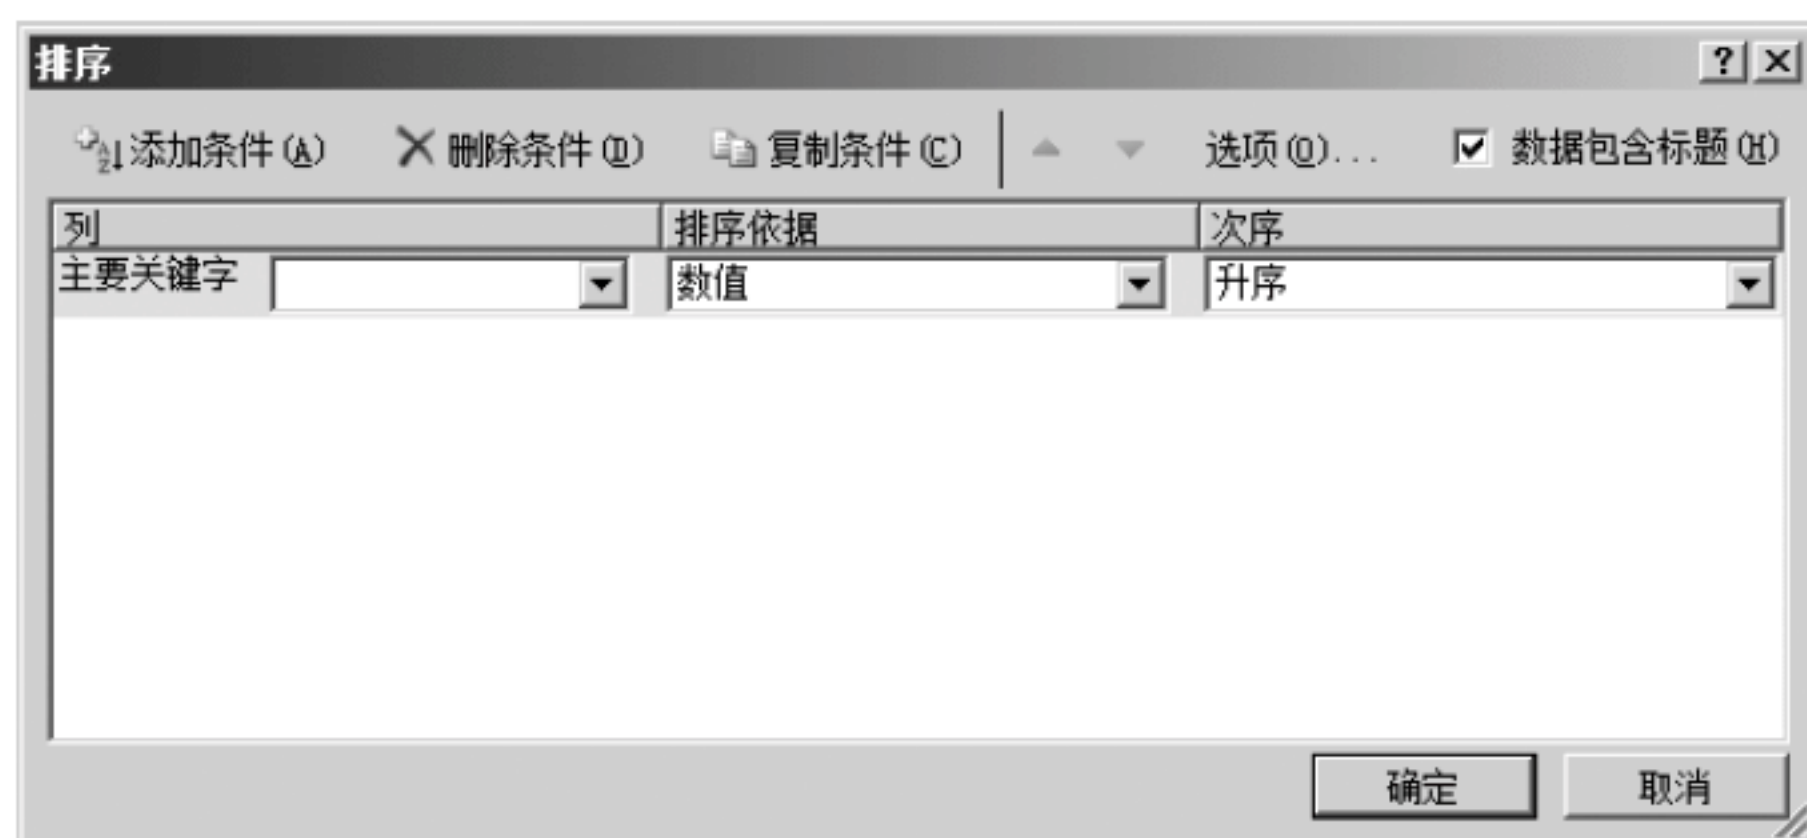 排序
添加条件(A) 删除条件(D) 复制条件(C) 选项(O)... 数据包含标题(H)
列 排序依据 次序
主要关键字 数值 升序
确定 取消